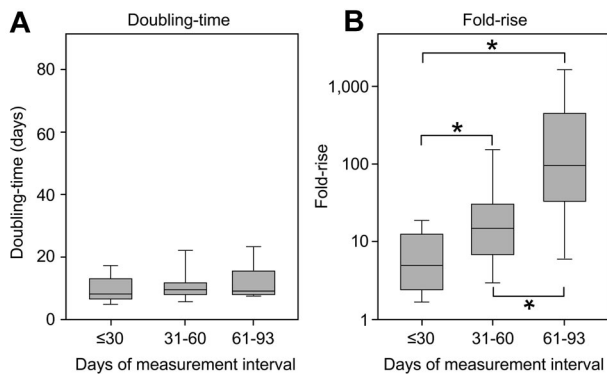 A
Doubling-time
Doubling-time (days)
80
60
40
20
0
≤30 31-60 61-93
Days of measurement interval
B
Fold-rise
Fold-rise
1,000
100
10
1
*
*
*
≤30 31-60 61-93
Days of measurement interval